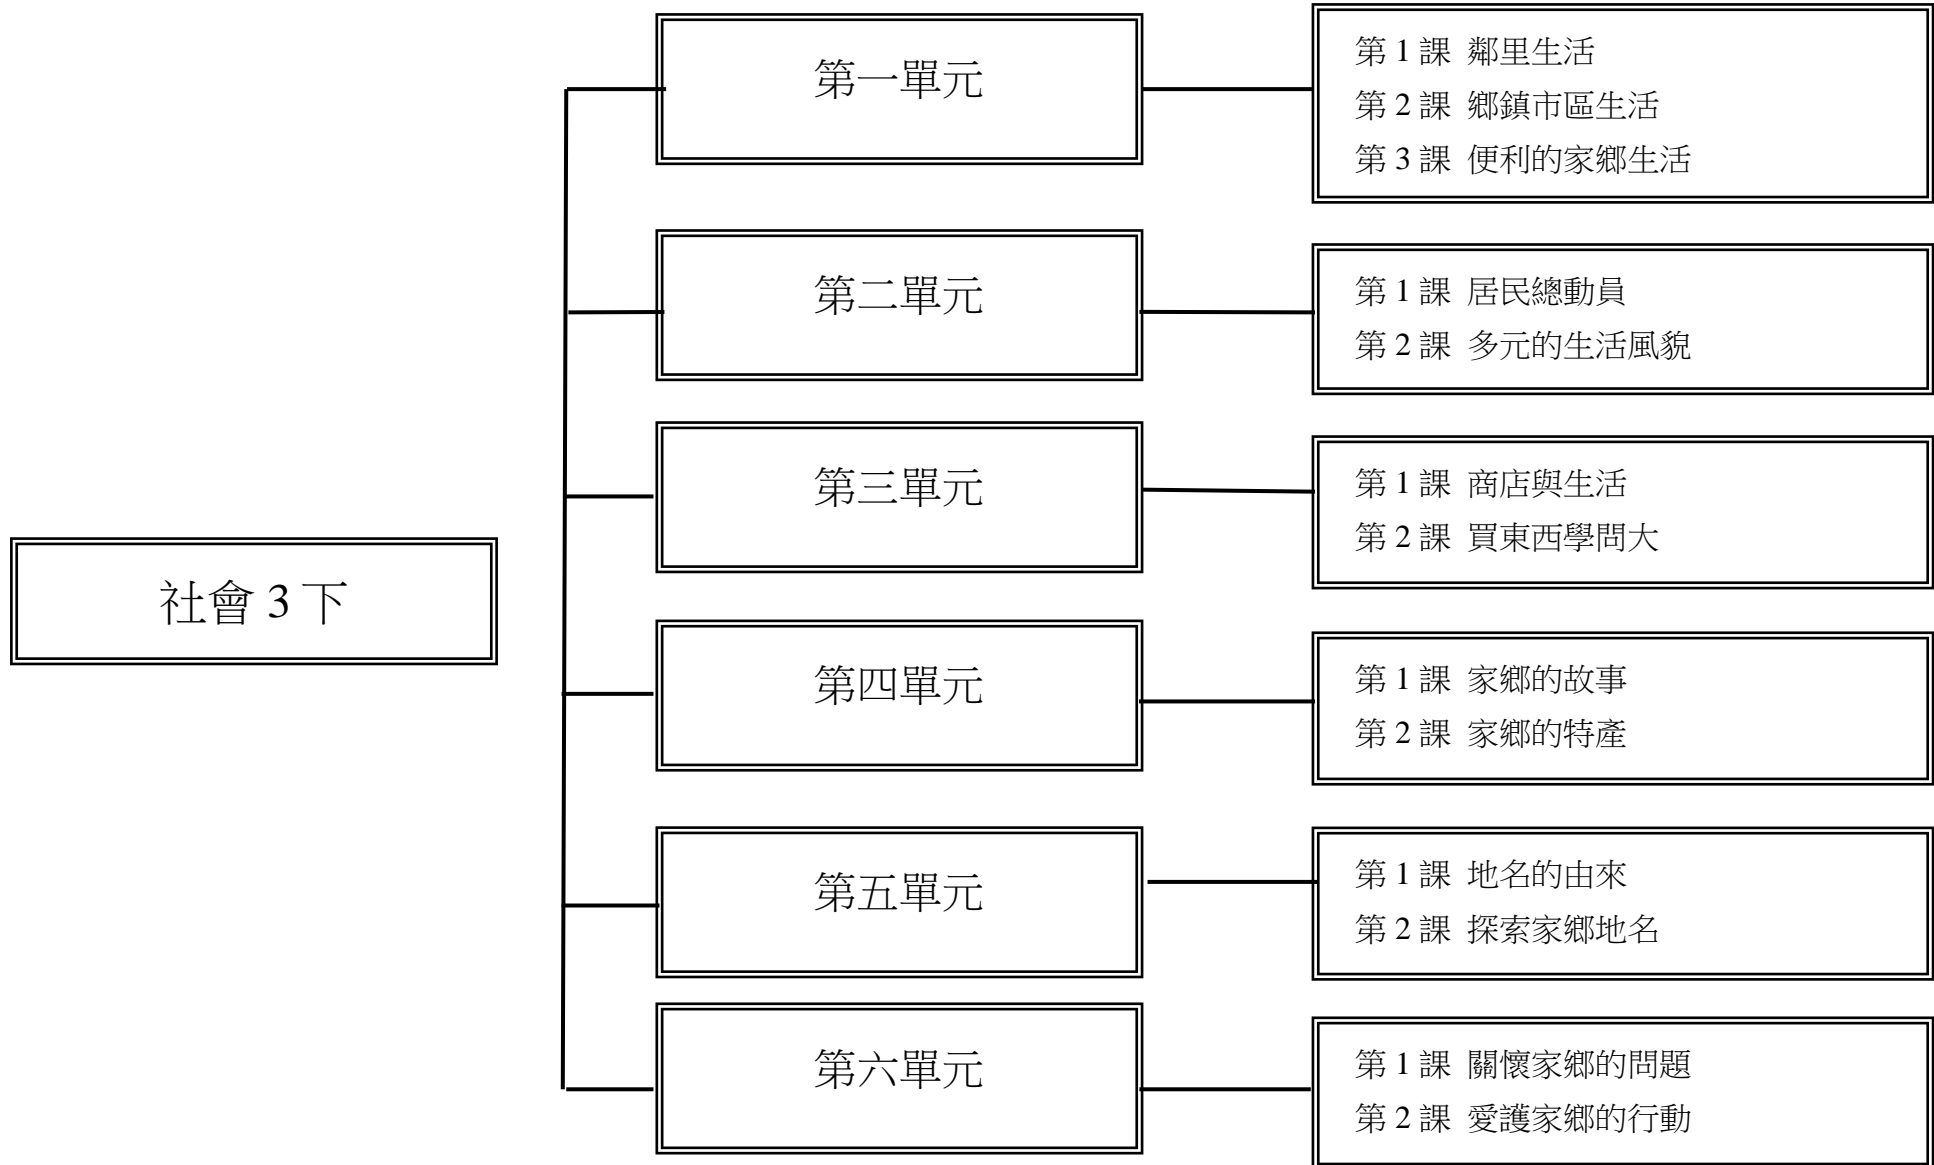 社會 3 下
第一單元
第 1 課 鄰里生活
第 2 課 鄉鎮市區生活
第 3 課 便利的家鄉生活
第二單元
第 1 課 居民總動員
第 2 課 多元的生活風貌
第三單元
第 1 課 商店與生活
第 2 課 買東西學問大
第四單元
第 1 課 家鄉的故事
第 2 課 家鄉的特產
第五單元
第 1 課 地名的由來
第 2 課 探索家鄉地名
第六單元
第 1 課 關懷家鄉的問題
第 2 課 愛護家鄉的行動